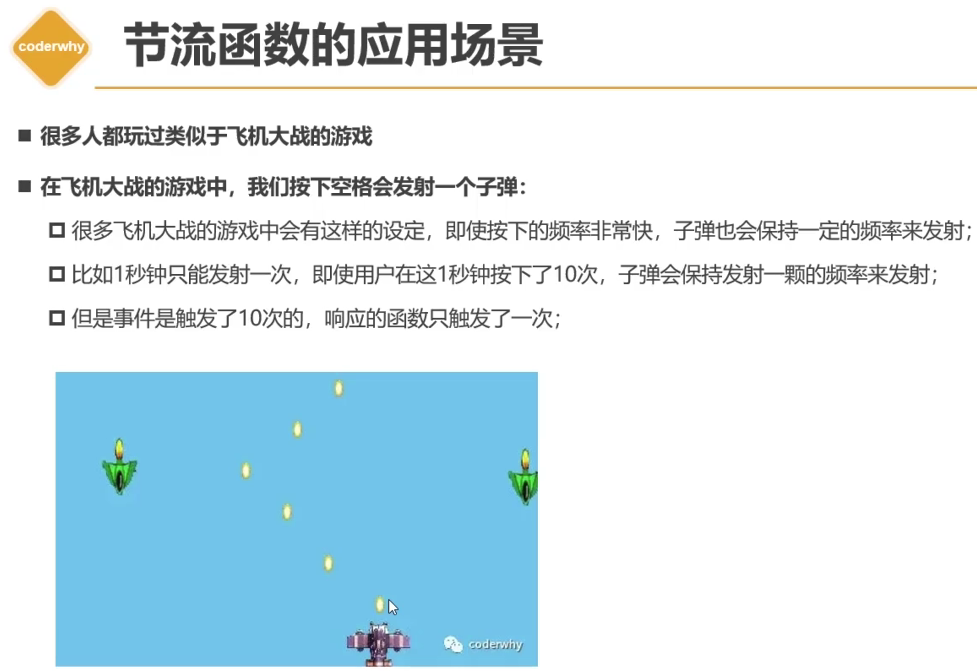 coderwhy
节流函数的应用场景
很多人都玩过类似于飞机大战的游戏
在飞机大战的游戏中，我们按下空格会发射一个子弹：
很多飞机大战的游戏中会有这样的设定，即使按下的频率非常快，子弹也会保持一定的频率来发射；
比如1秒钟只能发射一次，即使用户在这1秒钟按下了10次，子弹会保持发射一颗的频率来发射；
但是事件是触发了10次的，响应的函数只触发了一次；
coderwhy